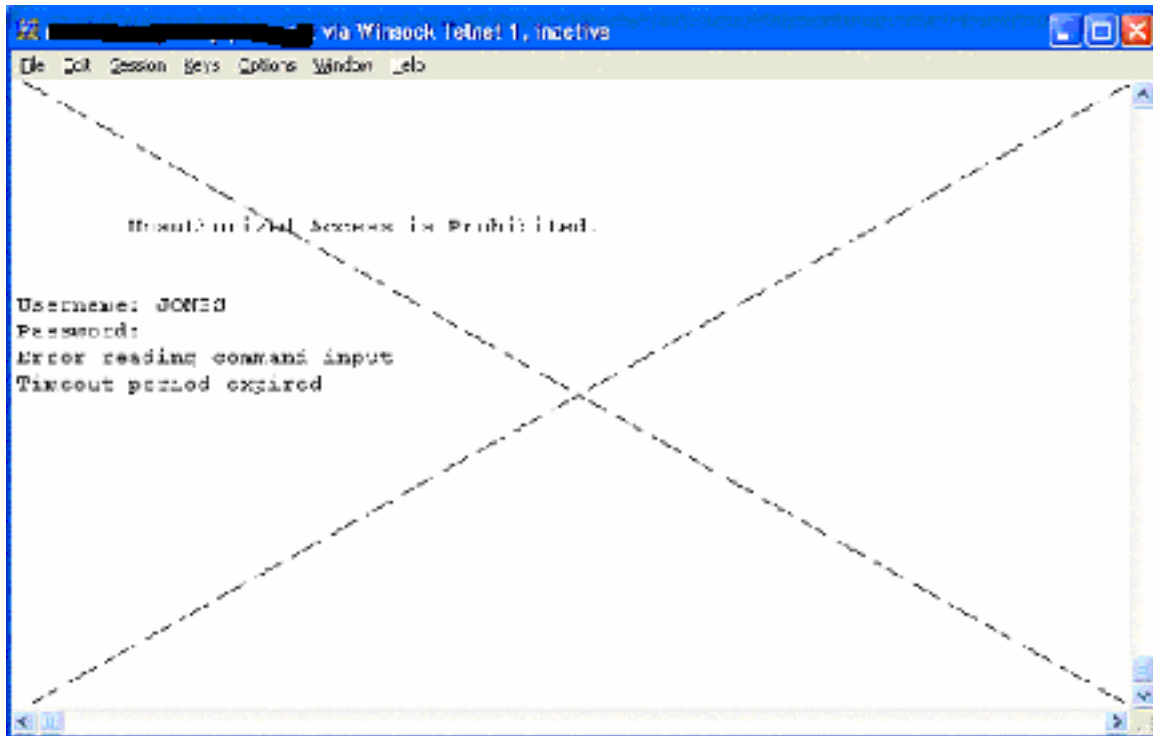 via Winsock Telnet 1, inactive
File Edit Session Keys Options Window Help
Unauthorized Access is Prohibited.
Username: JONES
Password:
Error reading command input
Timeout period expired